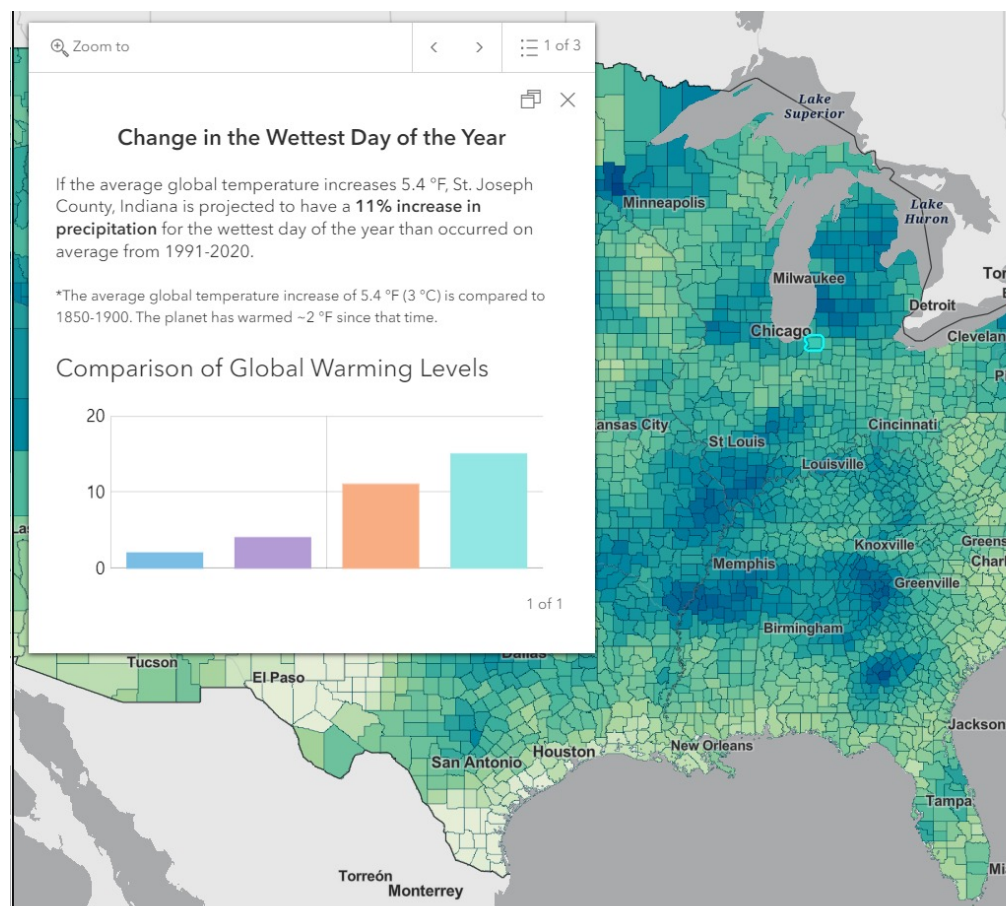 Zoom to
1 of 3
Change in the Wettest Day of the Year
If the average global temperature increases 5.4 °F, St. Joseph
County, Indiana is projected to have a 11% increase in
precipitation for the wettest day of the year than occurred on
average from 1991-2020.
*The average global temperature increase of 5.4 °F (3 °C) is compared to
1850-1900. The planet has warmed ~2 °F since that time.
Comparison of Global Warming Levels
20
10
0
1 of 1
Lake
Superior
Minneapolis
Lake
Huron
Milwaukee
Detroit
Chicago
Clevelan
ansas City
St Louis
Cincinnati
Louisville
Knoxville
Greens
Charl
Memphis
Greenville
Birmingham
Tucson
Dallas
El Paso
Jackson
New Orleans
Houston
San Antonio
Tampa
Torreón
Monterrey